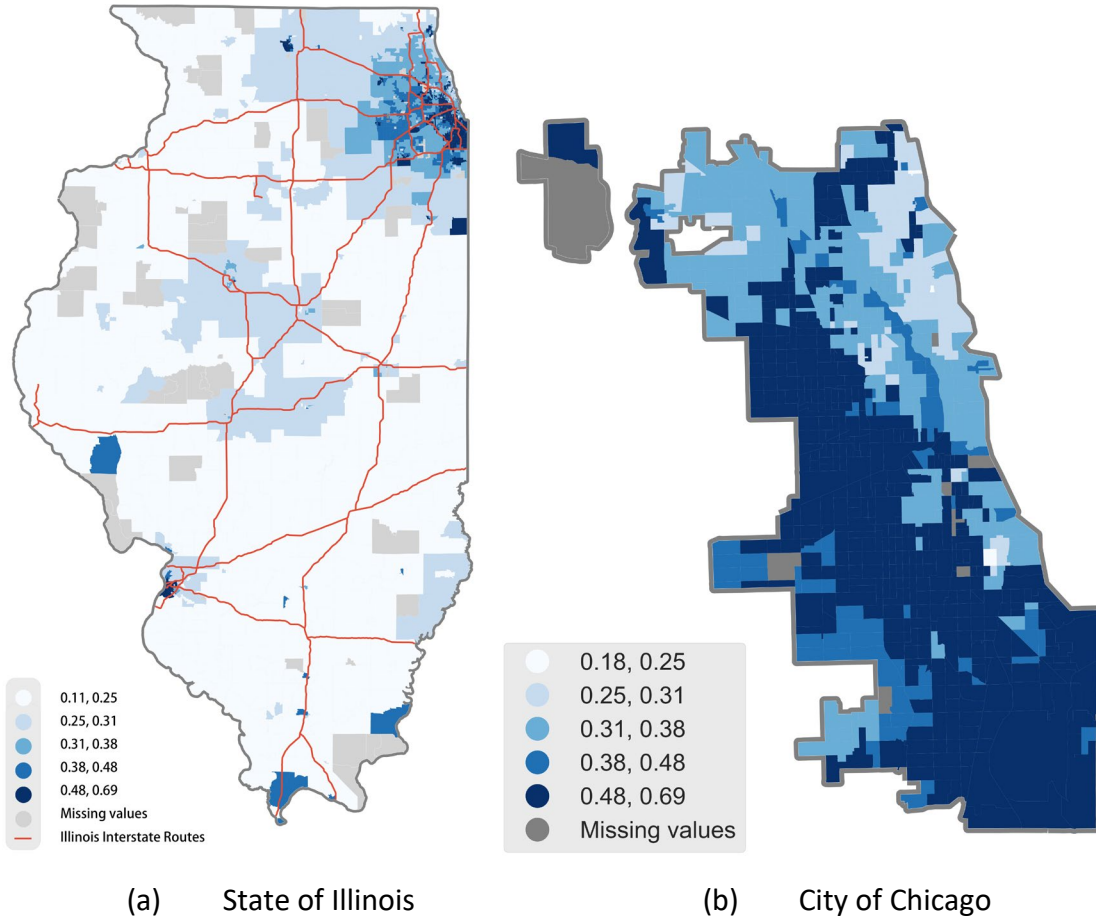 0.11, 0.25
0.25, 0.31
0.31, 0.38
0.38, 0.48
0.48, 0.69
Missing values
Illinois Interstate Routes
0.18, 0.25
0.25, 0.31
0.31, 0.38
0.38, 0.48
0.48, 0.69
Missing values
(a) State of Illinois
(b) City of Chicago